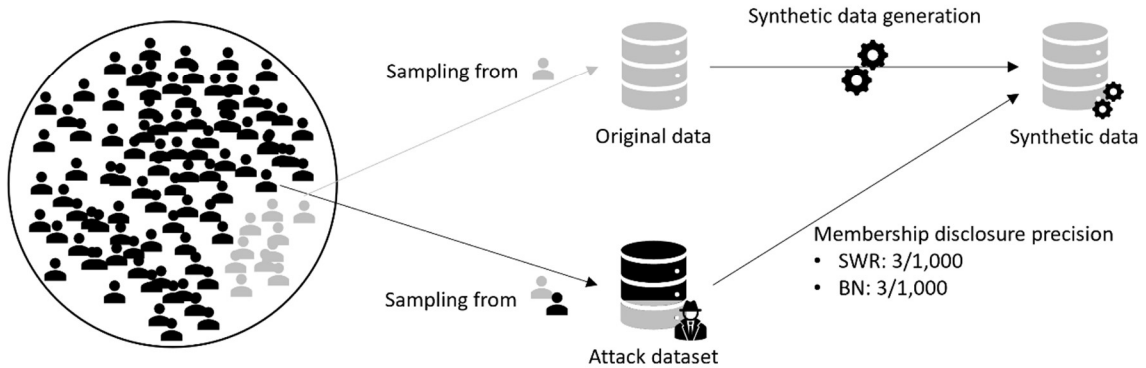 Synthetic data generation
Sampling from
Original data
Synthetic data
Membership disclosure precision
• SWR: 3/1,000
• BN: 3/1,000
Sampling from
Attack dataset